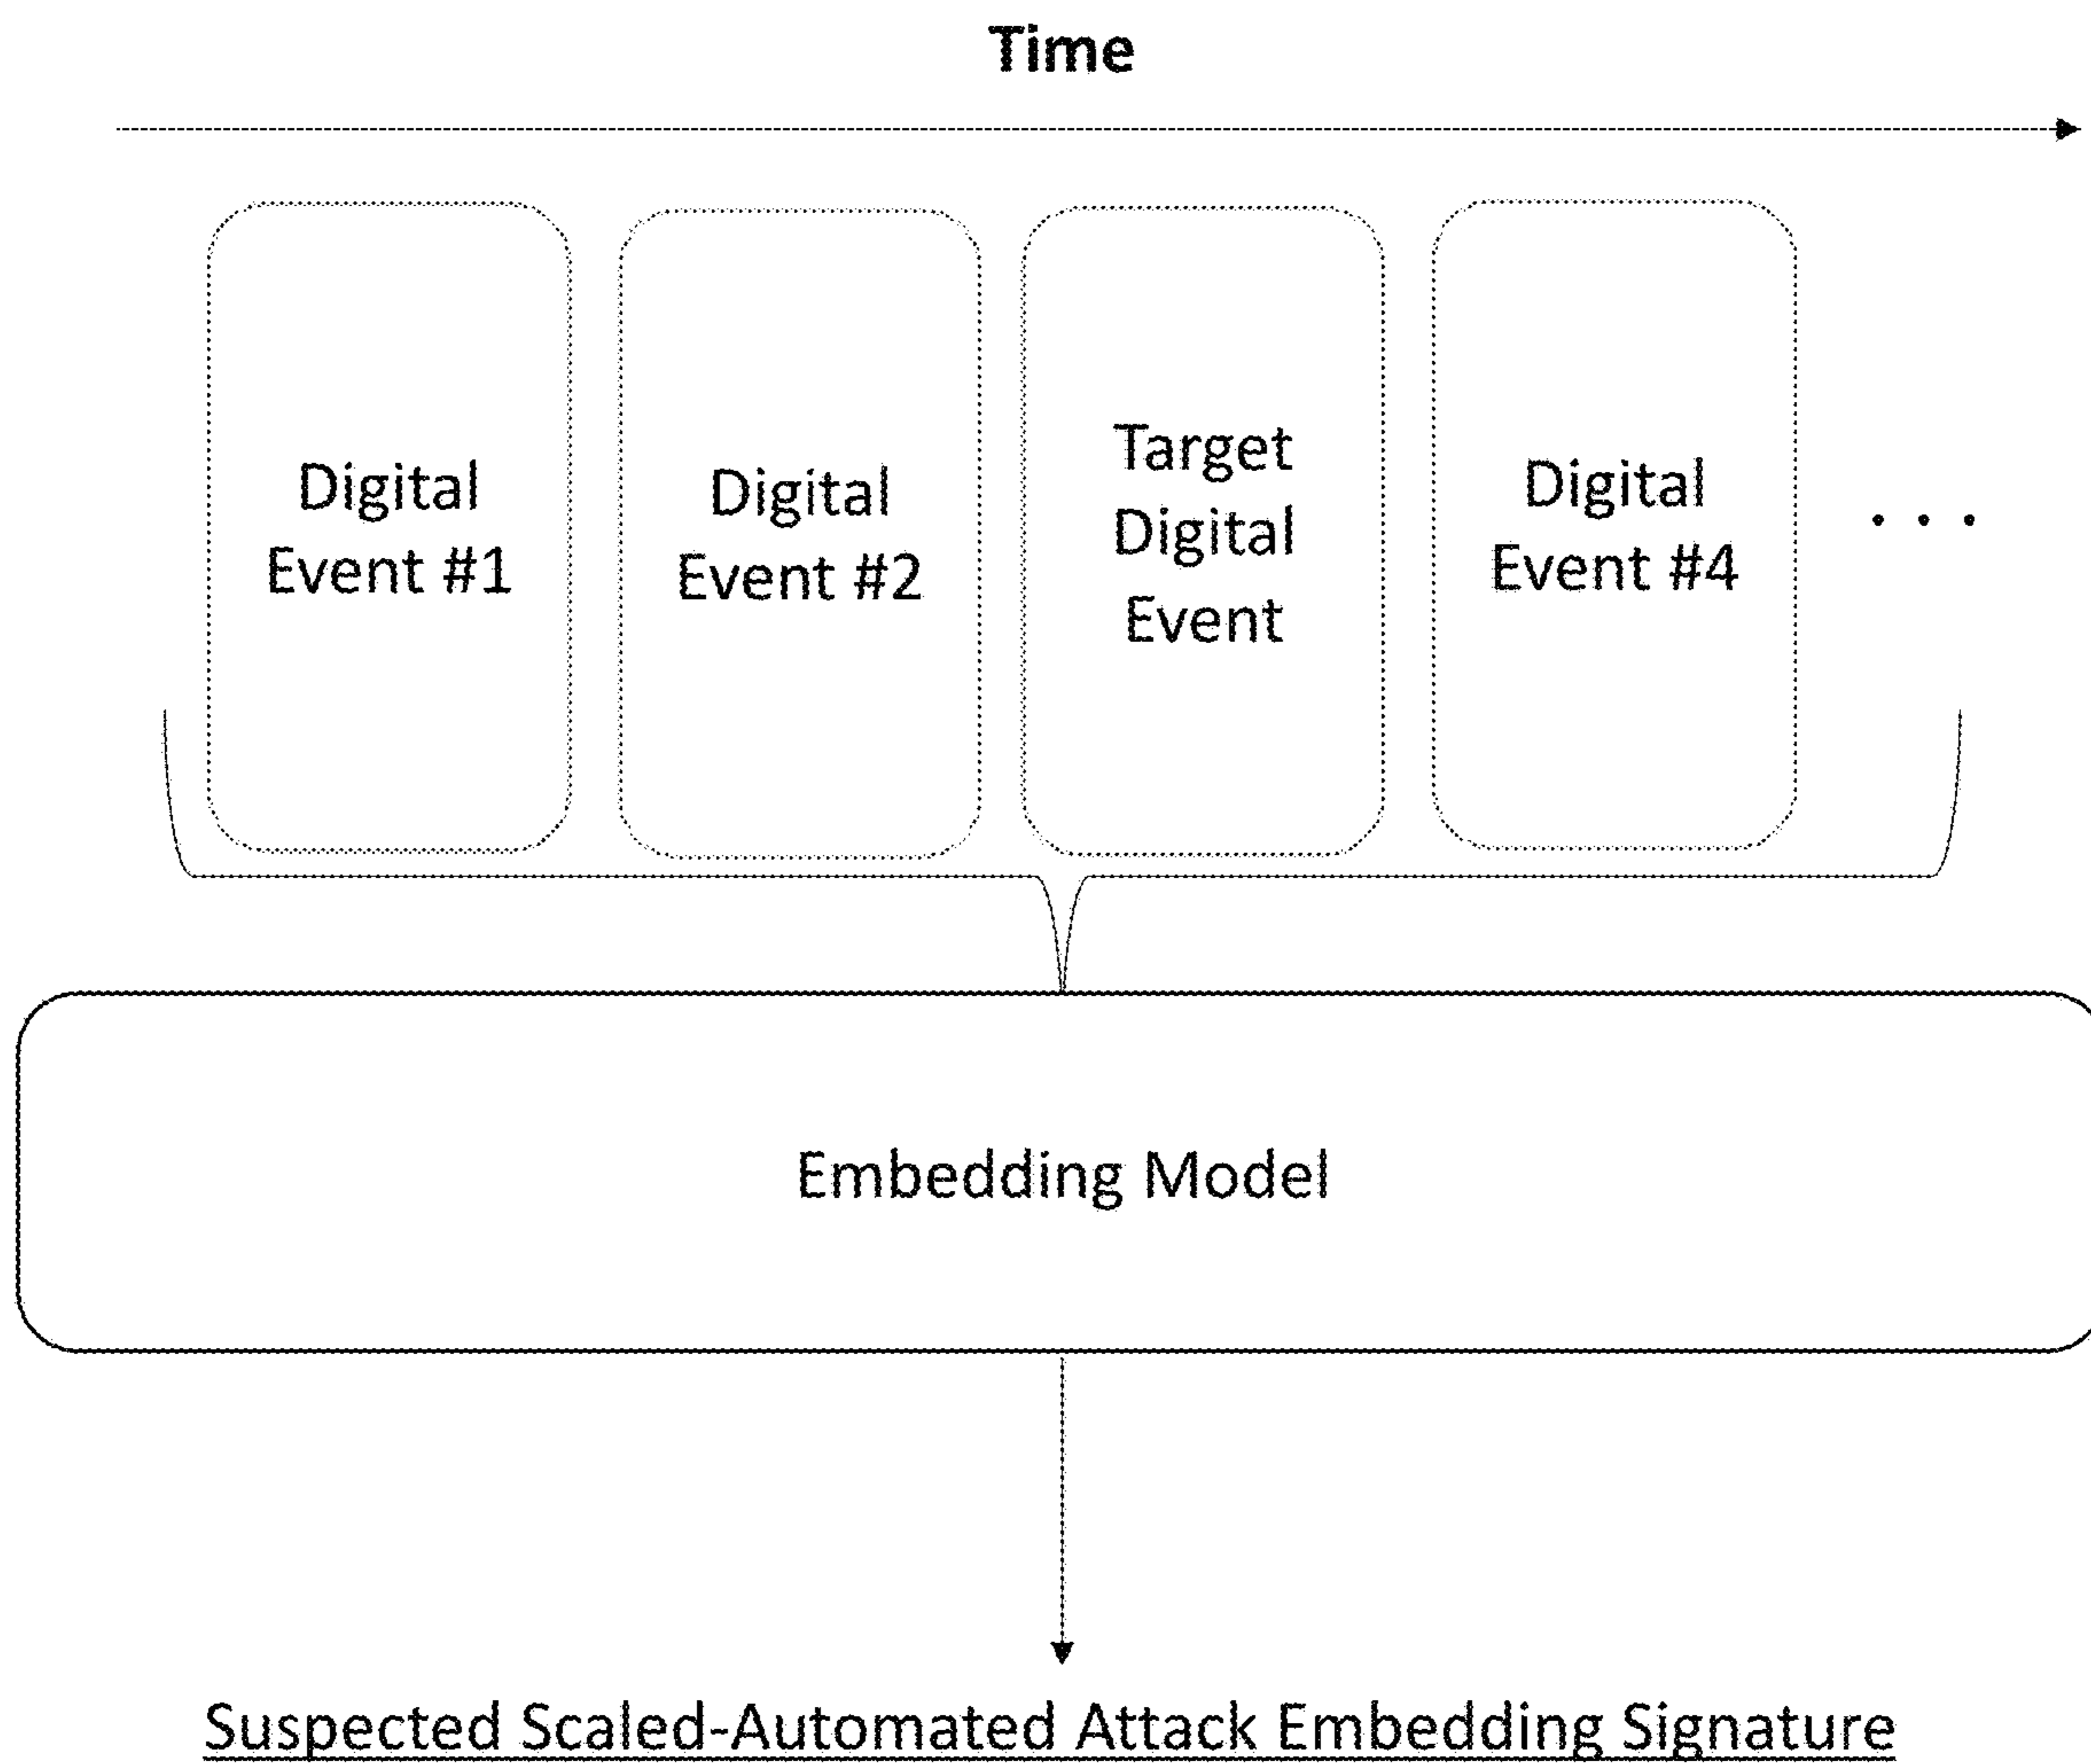 Time
Digital
Event #1
Digital
Event #2
Target
Digital
Event
Digital
Event #4
. . .
Embedding Model
Suspected Scaled-Automated Attack Embedding Signature